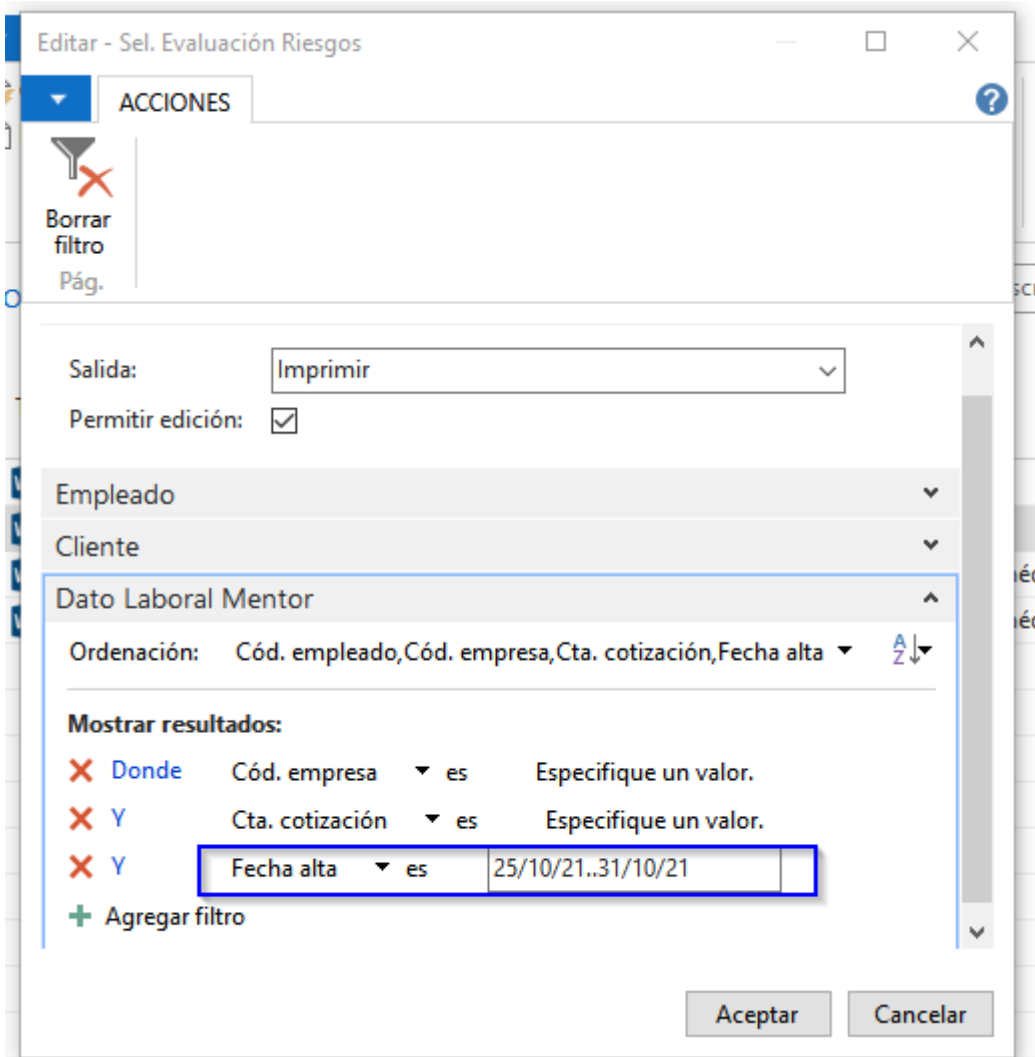 Editar - Sel. Evaluación Riesgos
ACCIONES
Borrar
filtro
Pág.
Salida: Imprimir
Permitir edición:
Empleado
Cliente
Dato Laboral Mentor
Ordenación: Cód. empleado,Cód. empresa,Cta. cotización,Fecha alta
Mostrar resultados:
Donde Cód. empresa es Especifique un valor.
Y Cta. cotización es Especifique un valor.
Y Fecha alta es 25/10/21..31/10/21
Agregar filtro
Aceptar Cancelar